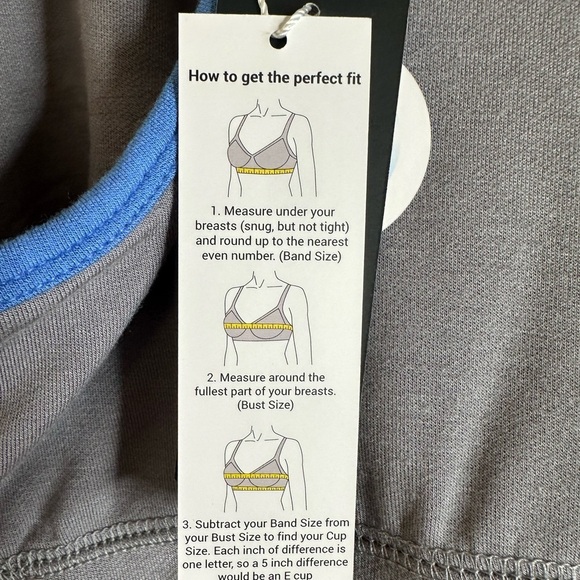 How to get the perfect fit
1. Measure under your
breasts (snug, but not tight)
and round up to the nearest
even number. (Band Size)
2. Measure around the
fullest part of your breasts.
(Bust Size)
3. Subtract your Band Size from
your Bust Size to find your Cup
Size. Each inch of difference is
one letter, so a 5 inch difference
would be an E cup